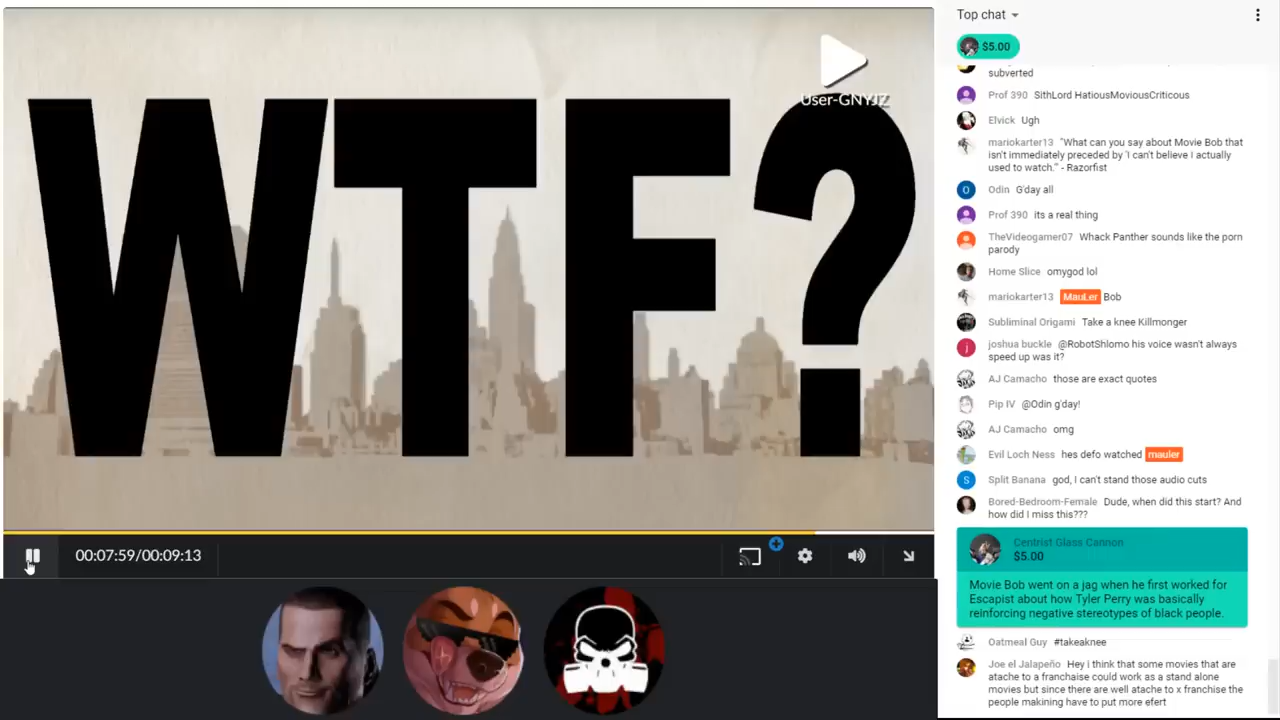 WTF?
User-GNYJZ
00:07:59/00:09:13
Top chat
$5.00
subverted
Prof 390 SithLord HatiousMoviousCriticous
Elvick Ugh
mariokarter13 "What can you say about Movie Bob that
isn't immediately preceded by 'i can't believe I actually
used to watch." - Razorfist
Odin G'day all
Prof 390 its a real thing
TheVideogamer07 Whack Panther sounds like the porn
parody
Home Slice omygod lol
mariokarter13 MauLer Bob
Subliminal Origami Take a knee Killmonger
joshua buckle @RobotShlomo his voice wasn't always
speed up was it?
AJ Camacho those are exact quotes
Pip IV @Odin g'day!
AJ Camacho omg
Evil Loch Ness hes defo watched mauler
S
Split Banana god, I can't stand those audio cuts
Bored-Bedroom-Female Dude, when did this start? And
how did I miss this???
Centrist Glass Cannon
$5.00
Movie Bob went on a jag when he first worked for
Escapist about how Tyler Perry was basically
reinforcing negative stereotypes of black people.
Oatmeal Guy #takeaknee
Joe el Jalapeño Hey i think that some movies that are
atache to a franchaise could work as a stand alone
movies but since there are well atache to x franchise the
people makining have to put more efert